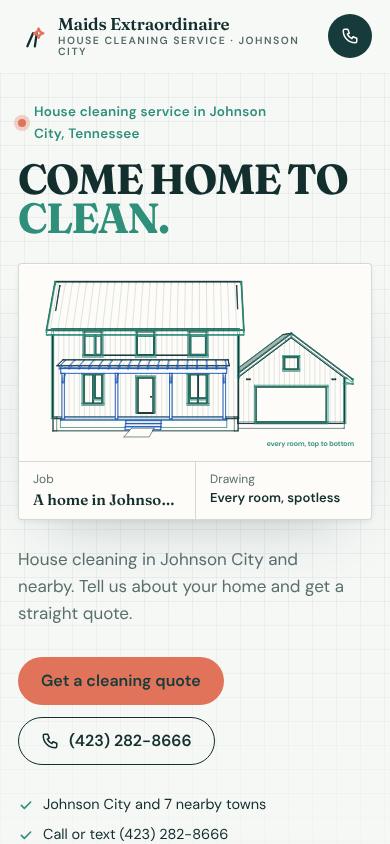 Maids Extraordinaire
HOUSE CLEANING SERVICE · JOHNSON
CITY
House cleaning service in Johnson
City, Tennessee
COME HOME TO
CLEAN.
every room, top to bottom
Job
A home in Johnso...
Drawing
Every room, spotless
House cleaning in Johnson City and
nearby. Tell us about your home and get a
straight quote.
Get a cleaning quote
(423) 282-8666
Johnson City and 7 nearby towns
Call or text (423) 282-8666